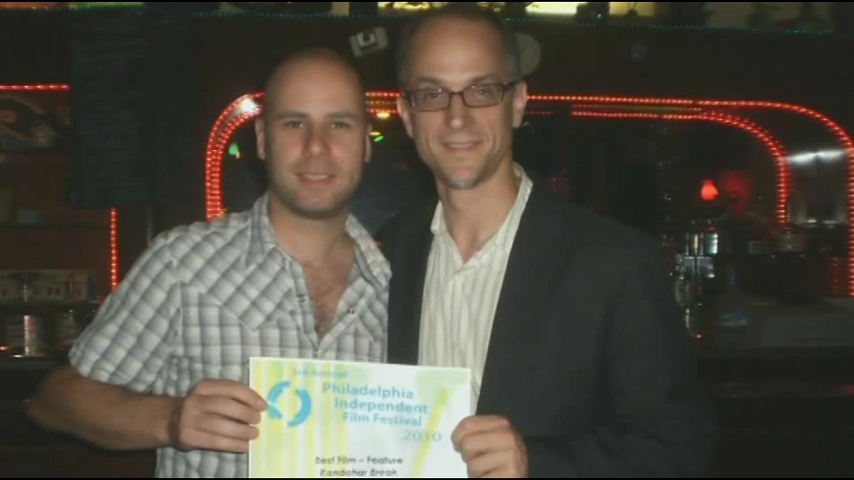 3rd Annual
Philadelphia
Independent
Film Festival
2010
Best Film - Feature
Kandahar Break